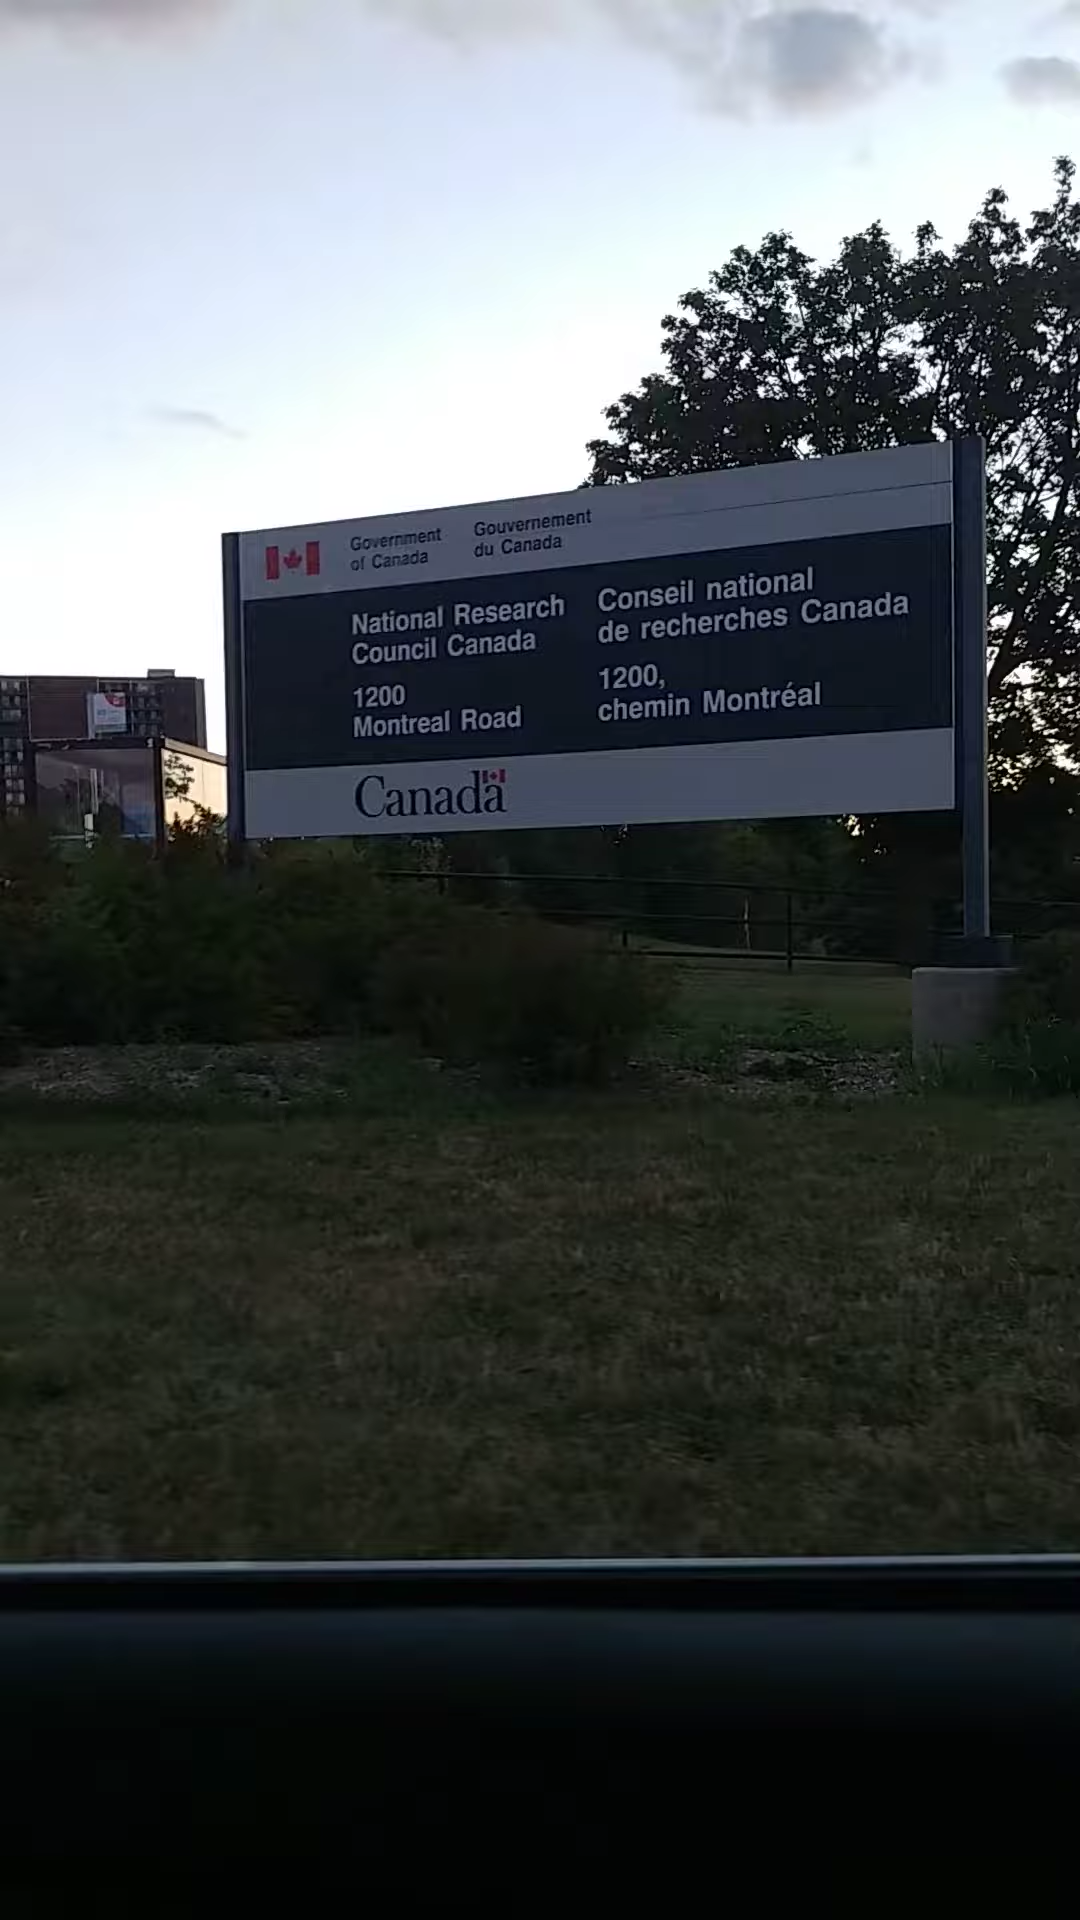 Government
of Canada
Gouvernement
du Canada
National Research
Council Canada
1200
Montreal Road
Conseil national
de recherches Canada
1200,
chemin Montréal
Canada